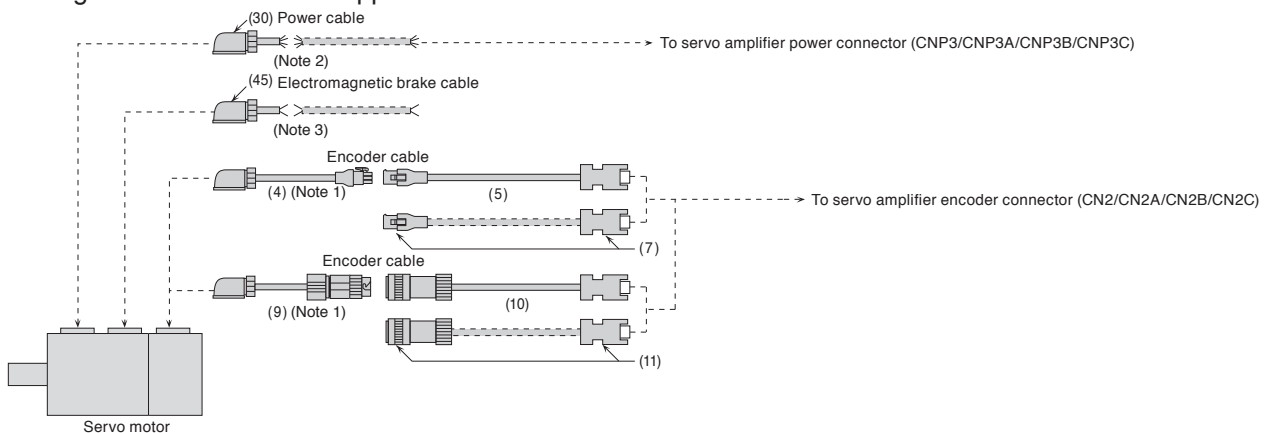 (30) Power cable
To servo amplifier power connector (CNP3/CNP3A/CNP3B/CNP3C)
(Note 2)
(45) Electromagnetic brake cable
(Note 3)
Encoder cable
(4) (Note 1)
(5)
To servo amplifier encoder connector (CN2/CN2A/CN2B/CN2C)
(7)
Encoder cable
(9) (Note 1)
(10)
(11)
Servo motor